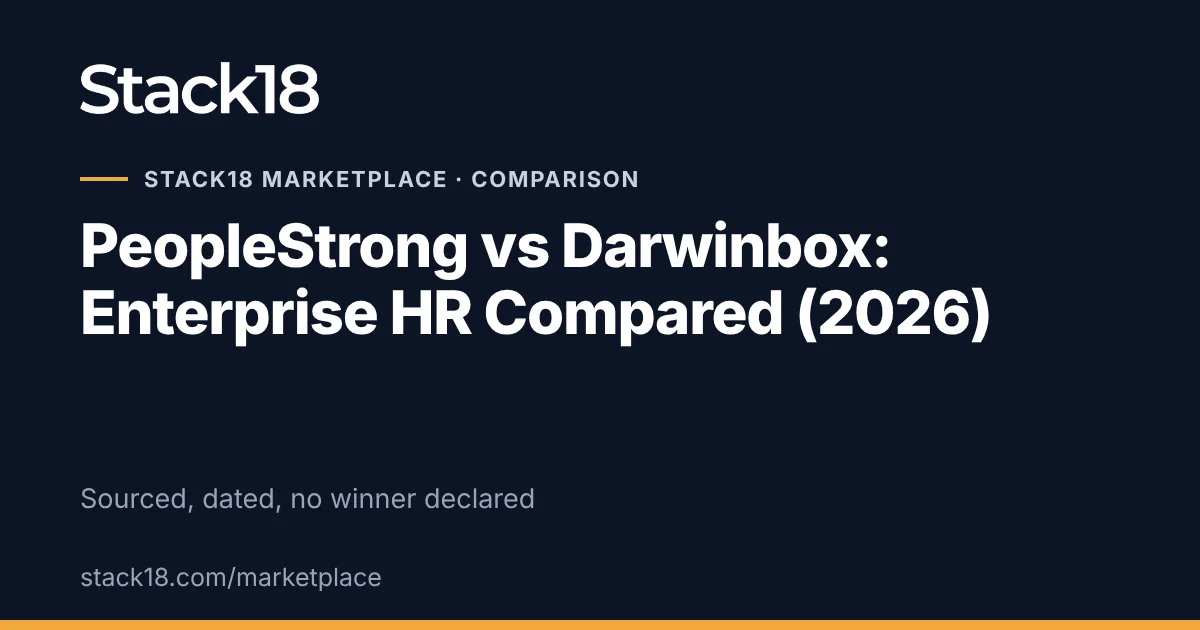 Stack18
STACK18 MARKETPLACE · COMPARISON
PeopleStrong vs Darwinbox:
Enterprise HR Compared (2026)
Sourced, dated, no winner declared
stack18.com/marketplace